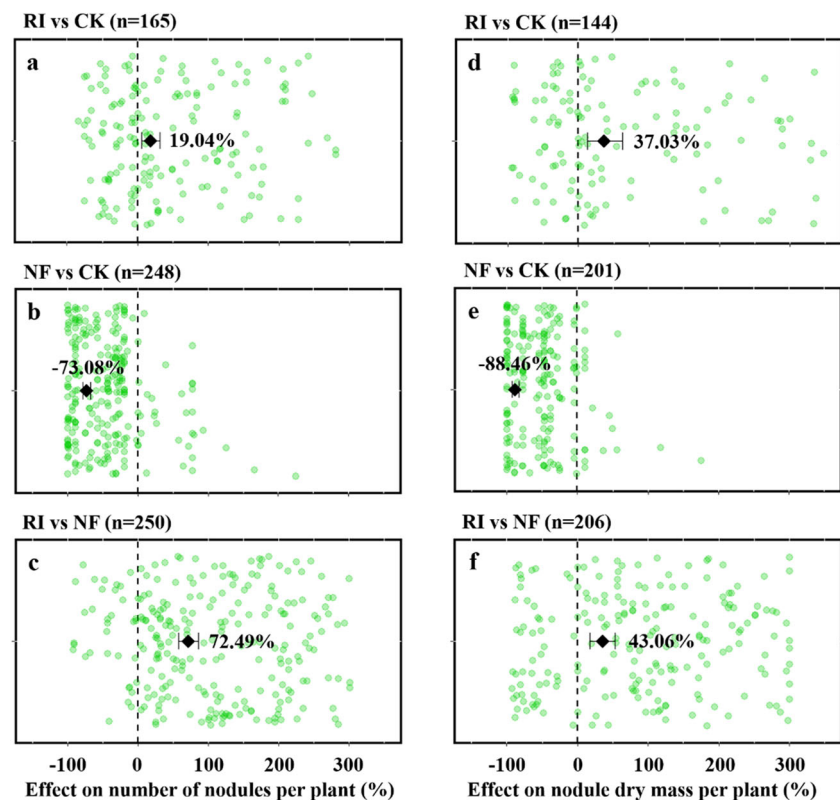 RI vs CK (n=165)
a
19.04%
NF vs CK (n=248)
b
-73.08%
RI vs NF (n=250)
c
72.49%
-100 0 100 200 300
Effect on number of nodules per plant (%)
RI vs CK (n=144)
d
37.03%
NF vs CK (n=201)
e
-88.46%
RI vs NF (n=206)
f
43.06%
-100 0 100 200 300
Effect on nodule dry mass per plant (%)